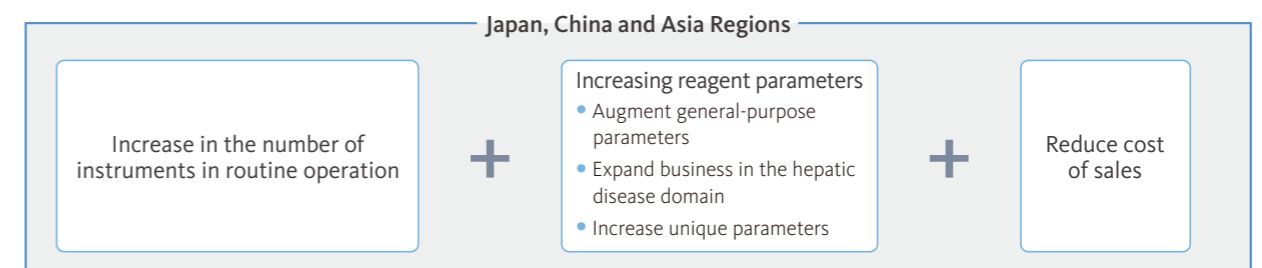 Japan, China and Asia Regions
Increase in the number of
instruments in routine operation
+
Increasing reagent parameters
• Augment general-purpose
parameters
• Expand business in the hepatic
disease domain
• Increase unique parameters
+
Reduce cost
of sales